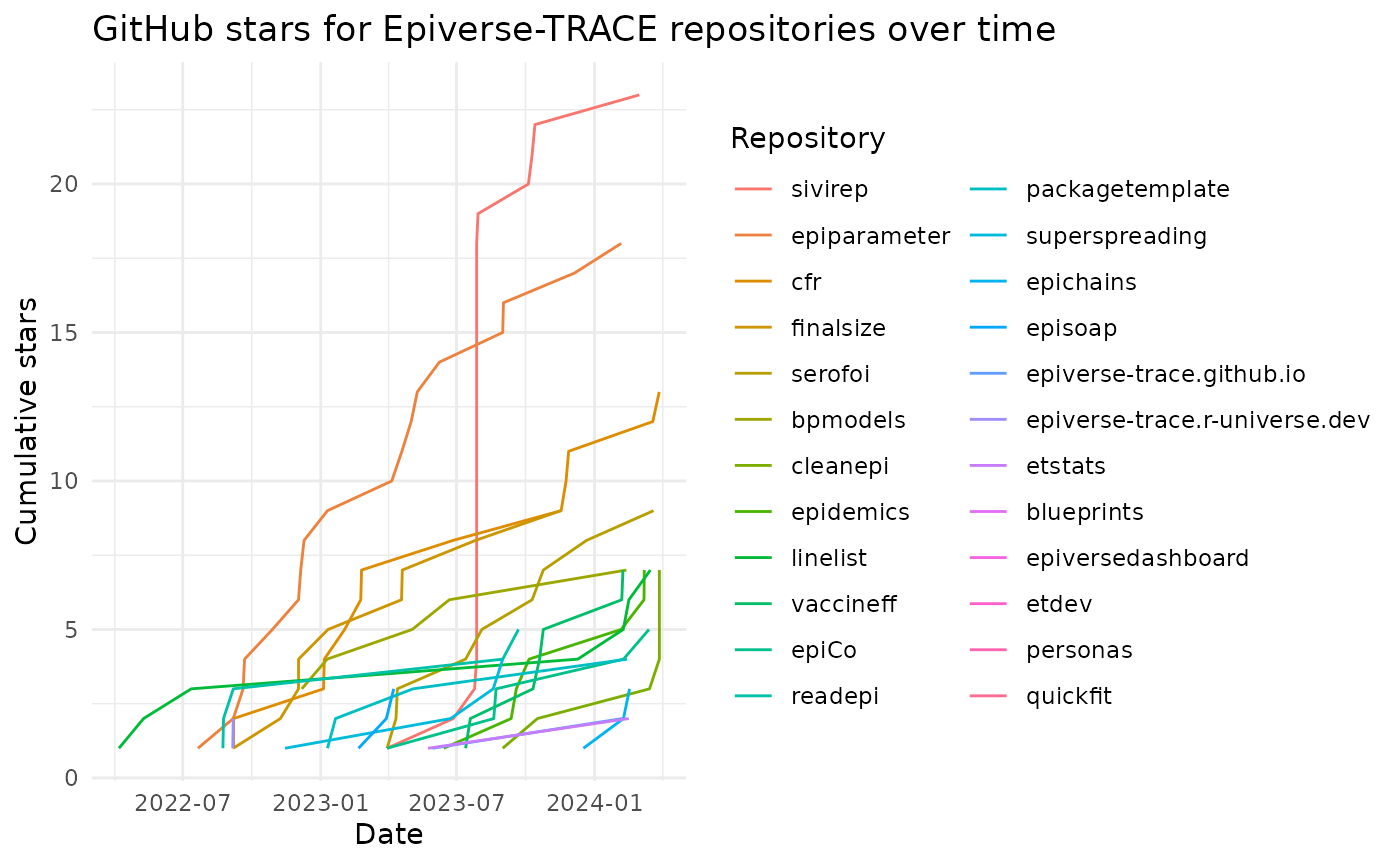 GitHub stars for Epiverse-TRACE repositories over time
Cumulative stars
20
15
10
5
0
2022-07
2023-01
2023-07
2024-01
Date
Repository
sivirep
epiparameter
cfr
finalsize
serofoi
bpmodels
cleanepi
epidemics
linelist
vaccineff
epiCo
readepi
packagetemplate
superspreading
epichains
episoap
epiverse-trace.github.io
epiverse-trace.r-universe.dev
etstats
blueprints
epiversedashboard
etdev
personas
quickfit